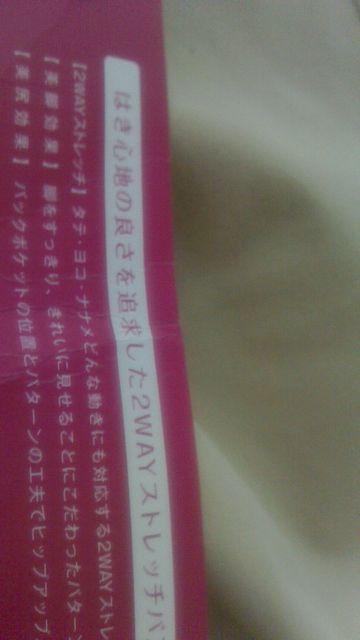 はき心地の良さを追求した2WAYストレッチパン
【2WAYストレッチ】タテ・ヨコ・ナナメどんな動きにも対応する2WAYストレ
【美脚効果】脚をすっきり、きれいに見せることにこだわったパターン
【美尻効果】バックポケットの位置とパターンの工夫でヒップアップ